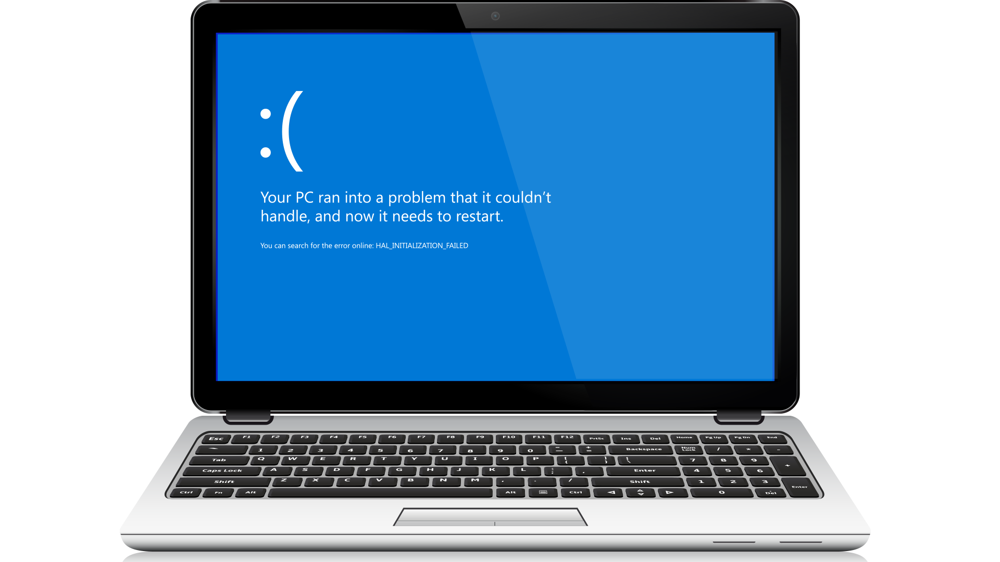 :(
Your PC ran into a problem that it couldn’t
handle, and now it needs to restart.
You can search for the error online: HAL_INITIALIZATION_FAILED
Esc F1 F2 F3 F4 F5 F6 F7 F8 F9 F10 F11 F12 PrtSc Ins Del Home Pg Up Pg Dn End
~ 1 2 3 4 5 6 7 8 9 0 - _ + = Backspace Num Lock / * -
Tab Q W E R T Y U I O P [ { ] } | \ 7 8 9 +
Caps Lock A S D F G H J K L : ; , Enter 4 5 6
Shift Z X C V B N M , . / Shift 1 2 3 Enter
Ctrl Fn Alt Alt Ctrl 0 . Del